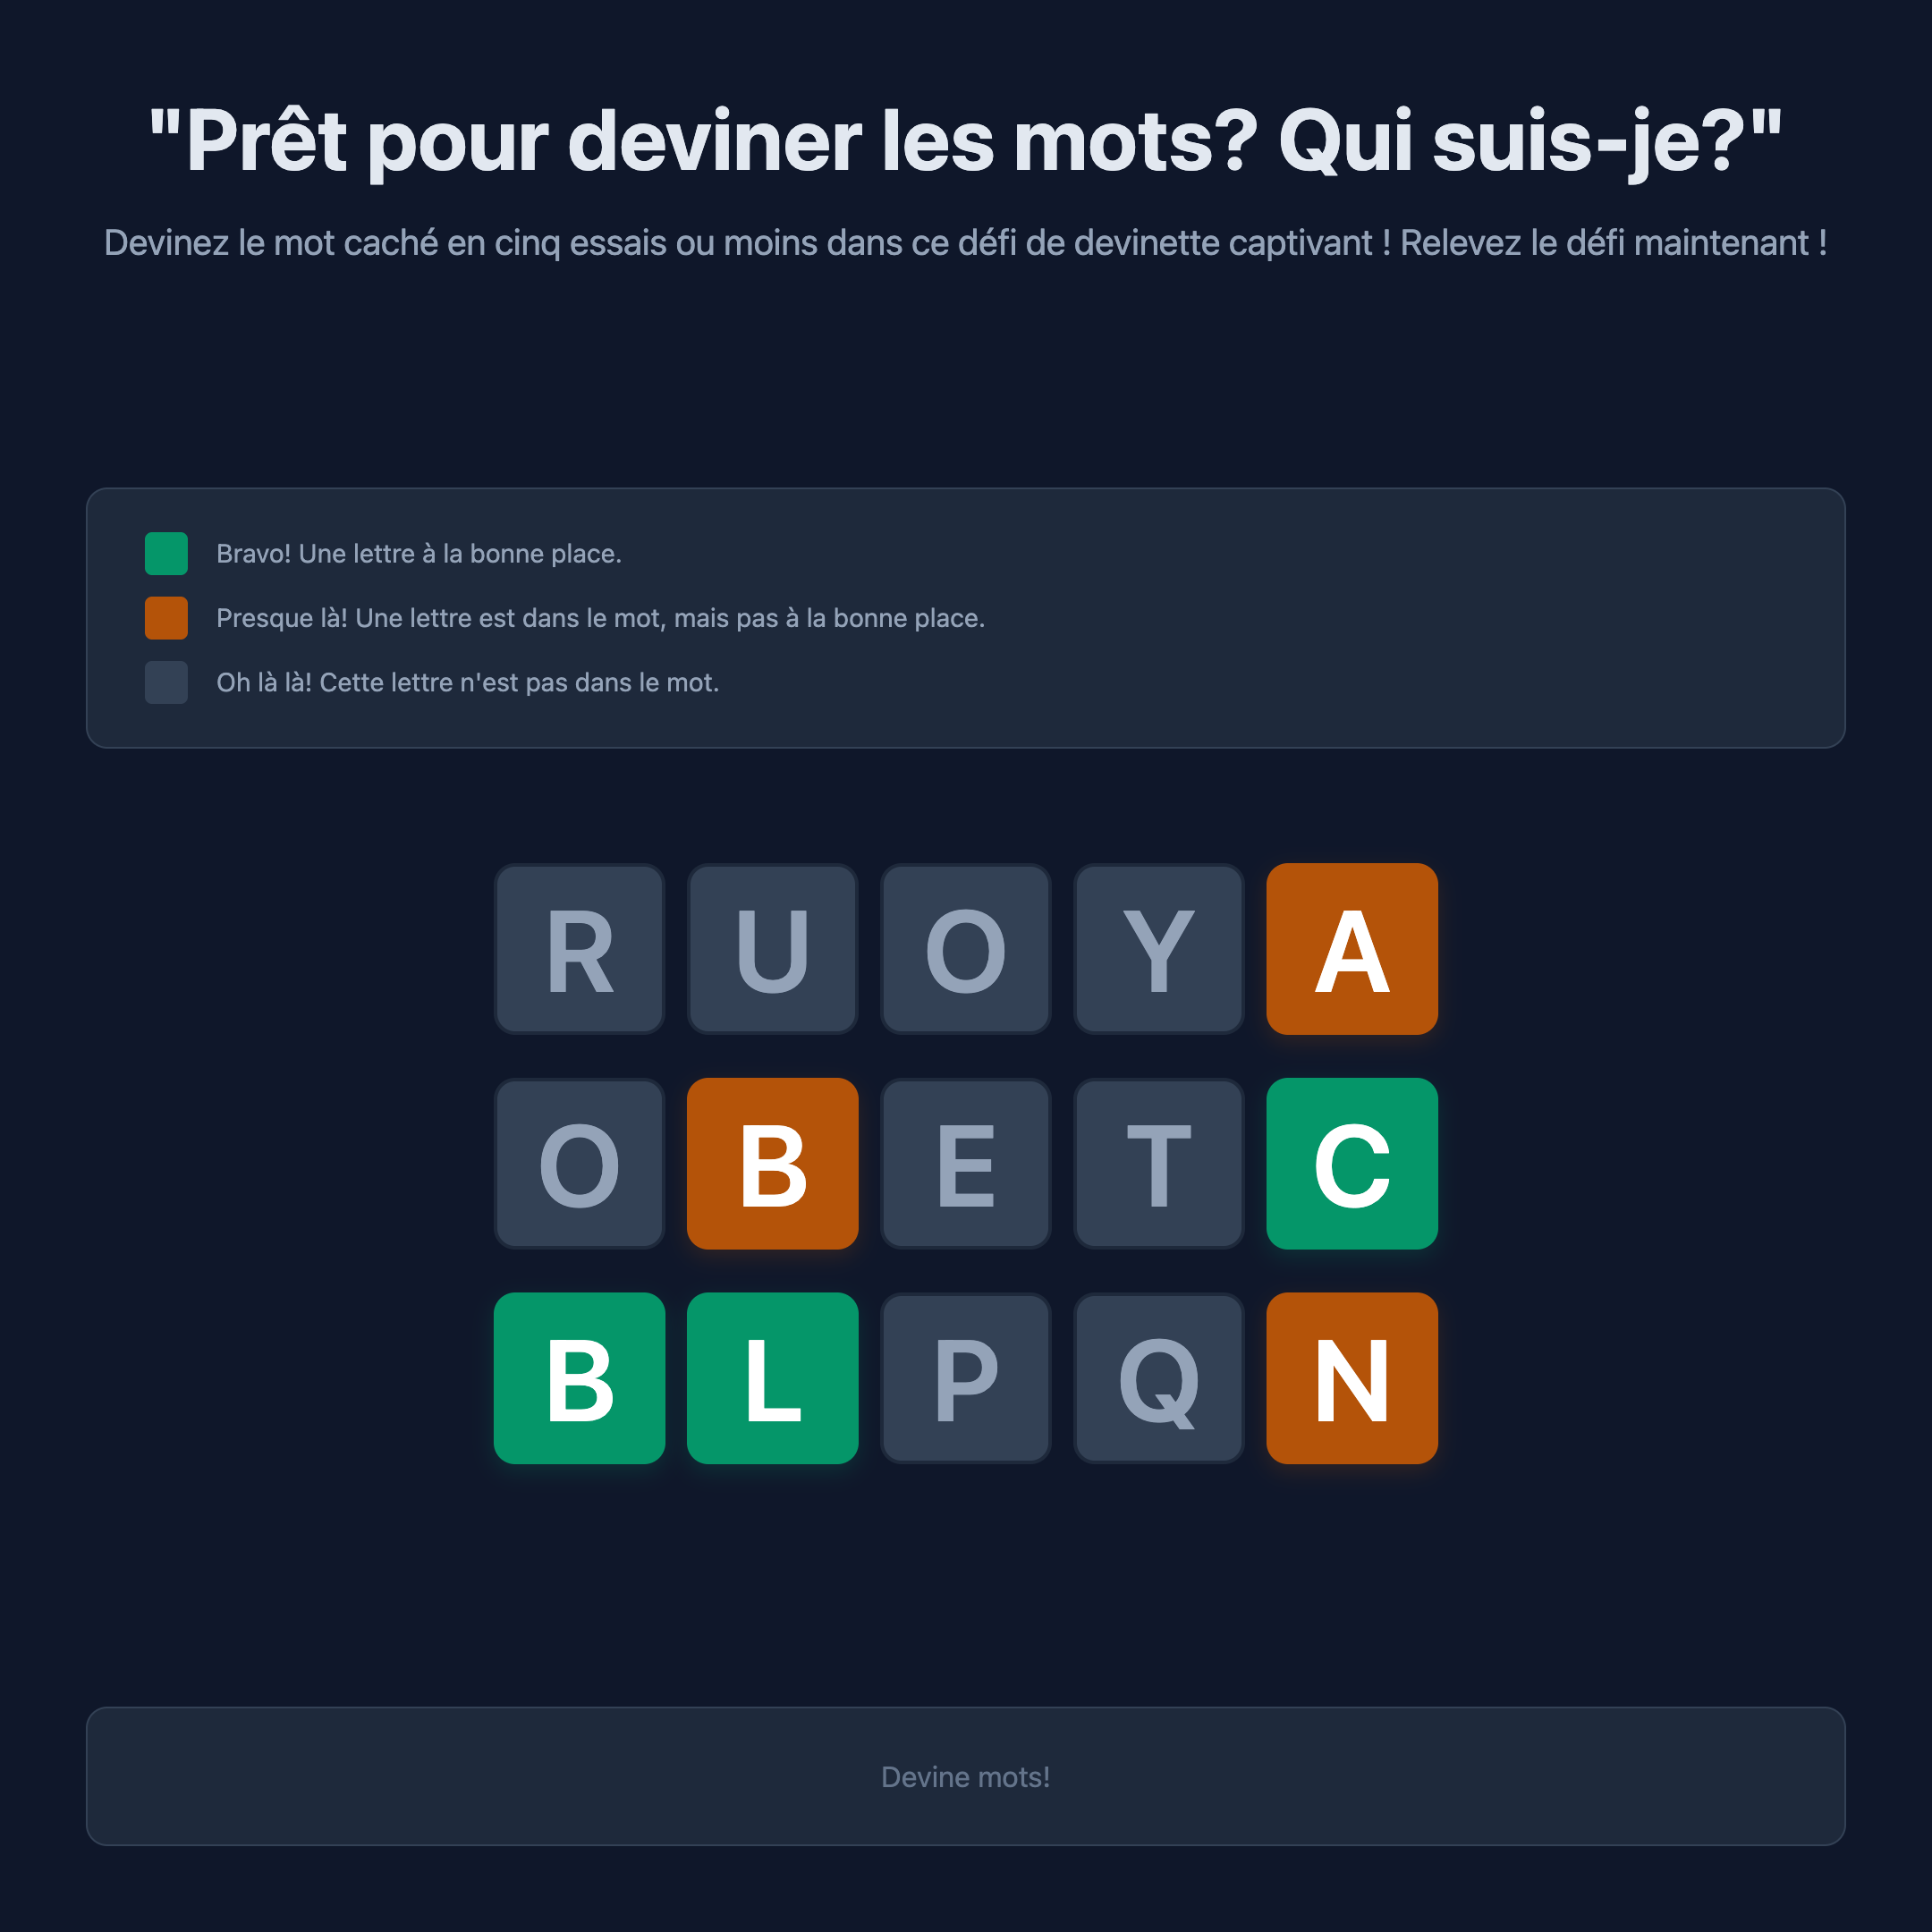 "Prêt pour deviner les mots? Qui suis-je?"
Devinez le mot caché en cinq essais ou moins dans ce défi de devinette captivant ! Relevez le défi maintenant !
Bravo! Une lettre à la bonne place.
Presque là! Une lettre est dans le mot, mais pas à la bonne place.
Oh là là! Cette lettre n'est pas dans le mot.
R U O Y A
O B E T C
B L P Q N
Devine mots!